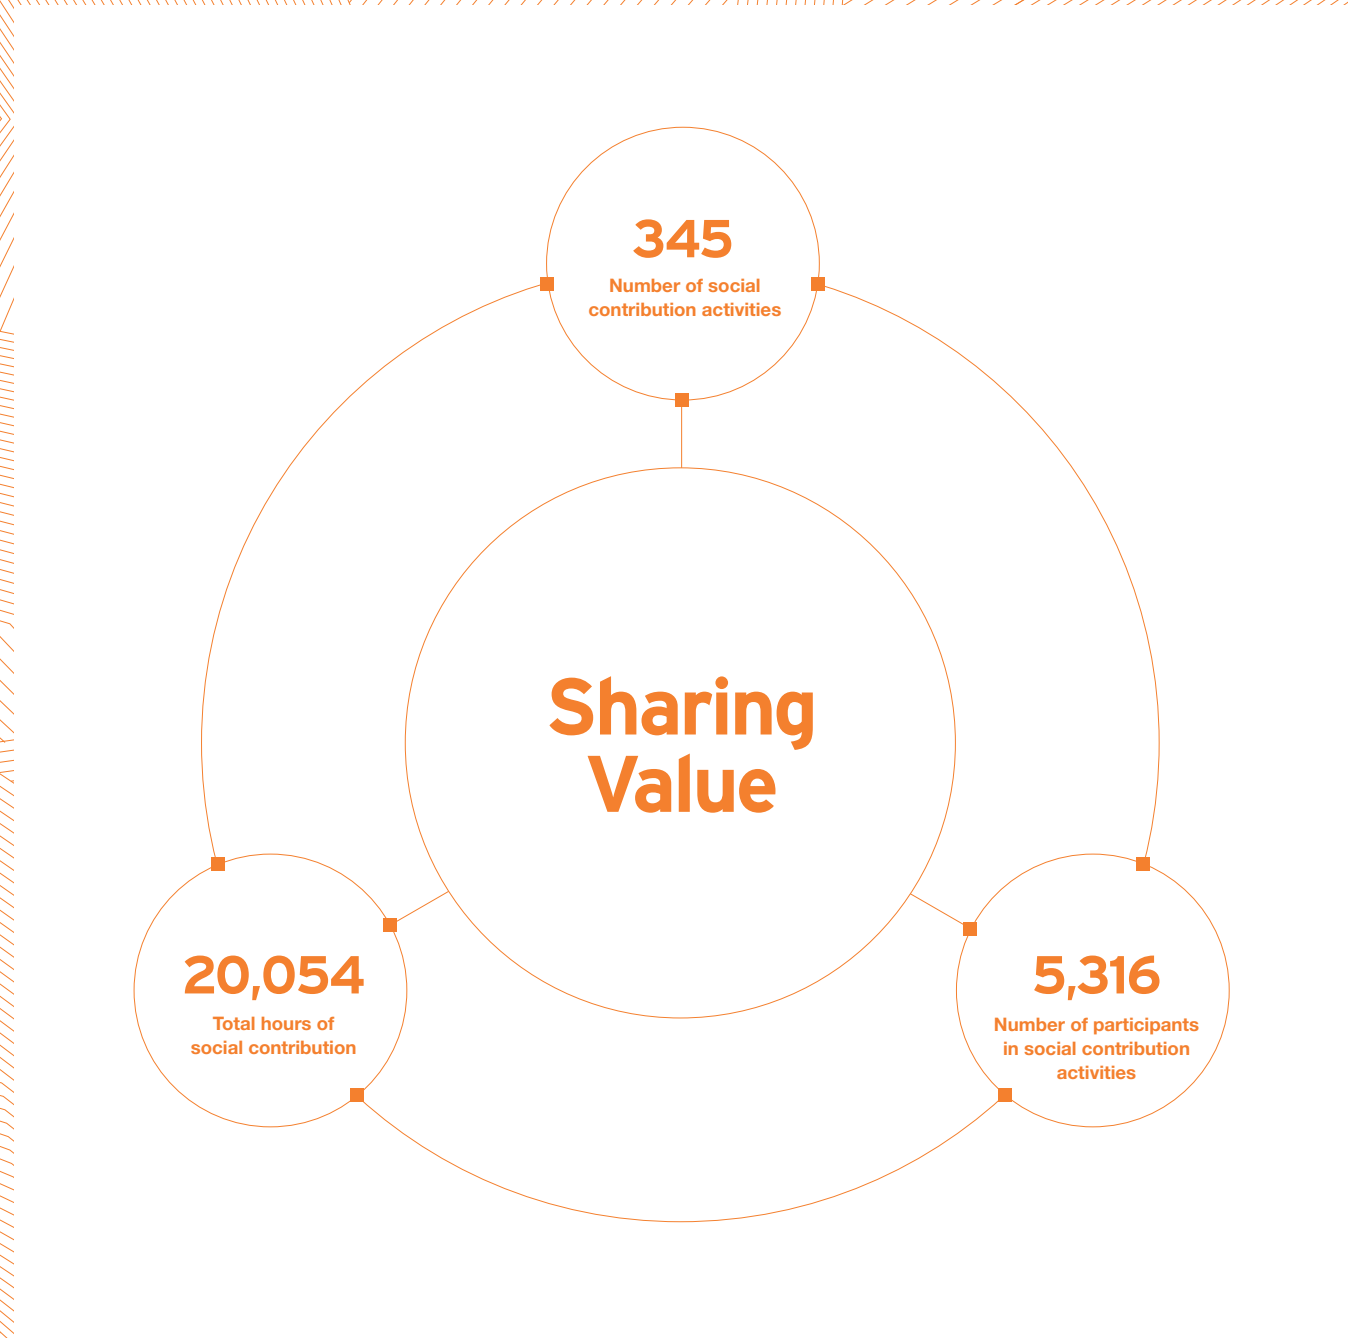 345
Number of social
contribution activities
Sharing
Value
20,054
Total hours of
social contribution
5,316
Number of participants
in social contribution
activities